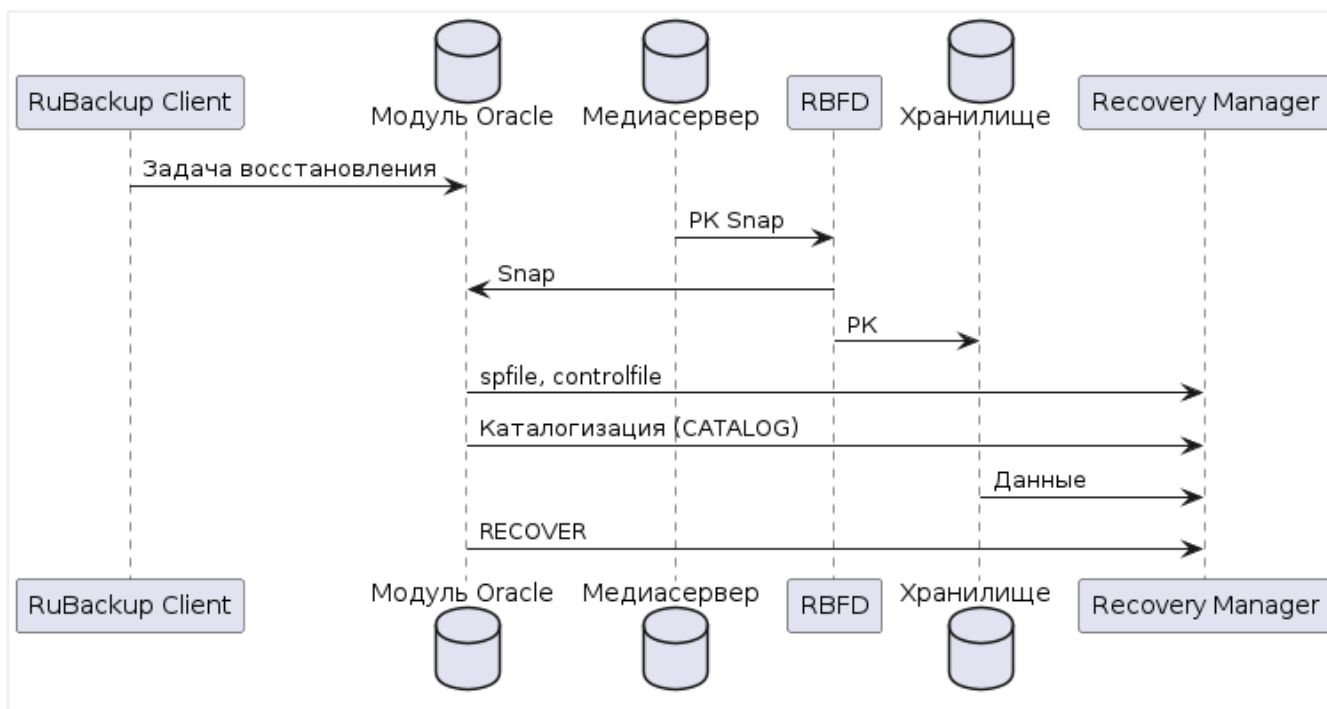 RuBackup Client
Модуль Oracle
Медиасервер
RBFD
Хранилище
Recovery Manager
Задача восстановления
РК Snap
Snap
РК
spfile, controlfile
Каталогизация (CATALOG)
Данные
RECOVER
RuBackup Client
Модуль Oracle
Медиасервер
RBFD
Хранилище
Recovery Manager